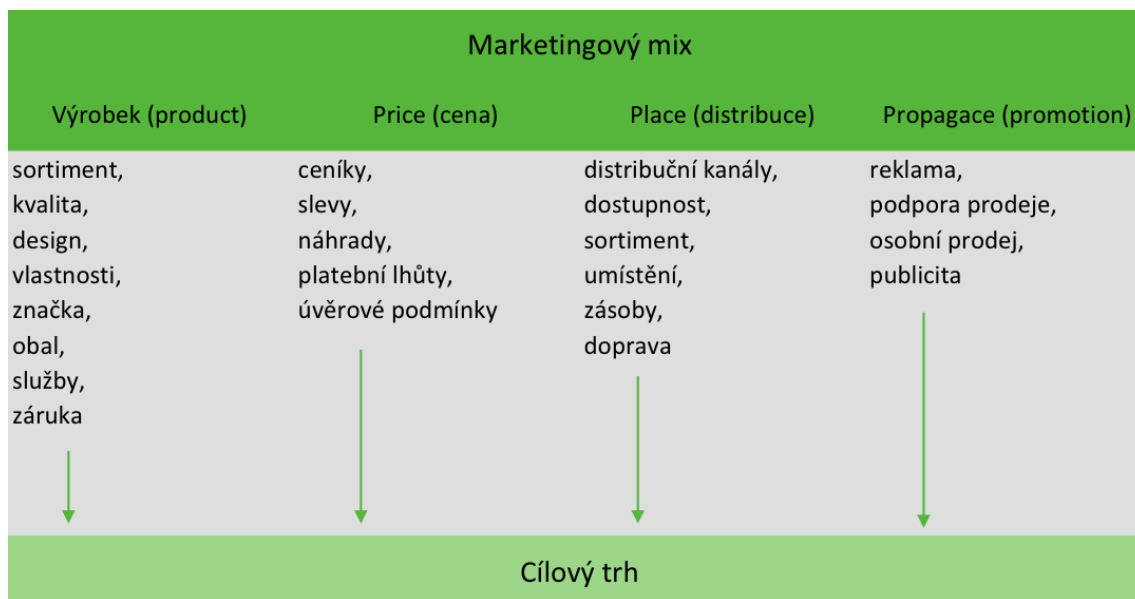 Marketingový mix
Výrobek (product)
Price (cena)
Place (distribuce)
Propagace (promotion)
sortiment,
kvalita,
design,
vlastnosti,
značka,
obal,
služby,
záruka
ceníky,
slevy,
náhrady,
platební lhůty,
úvěrové podmínky
distribuční kanály,
dostupnost,
sortiment,
umístění,
zásoby,
doprava
reklama,
podpora prodeje,
osobní prodej,
publicita
Cílový trh